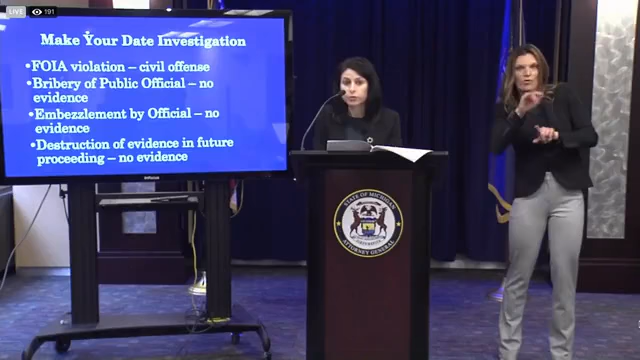 LIVE 191
Make Your Date Investigation
•FOIA violation – civil offense
•Bribery of Public Official – no
evidence
•Embezzlement by Official – no
evidence
•Destruction of evidence in future
proceeding – no evidence
STATE OF MICHIGAN
ATTORNEY GENERAL